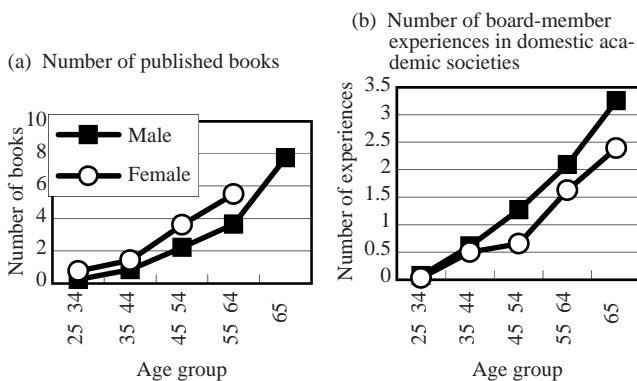 (a) Number of published books
Number of books
10
8
6
4
2
0
Male
Female
25 34
35 44
45 54
55 64
65
Age group
(b) Number of board-member
experiences in domestic aca-
demic societies
Number of experiences
3.5
3
2.5
2
1.5
1
0.5
0
25 34
35 44
45 54
55 64
65
Age group